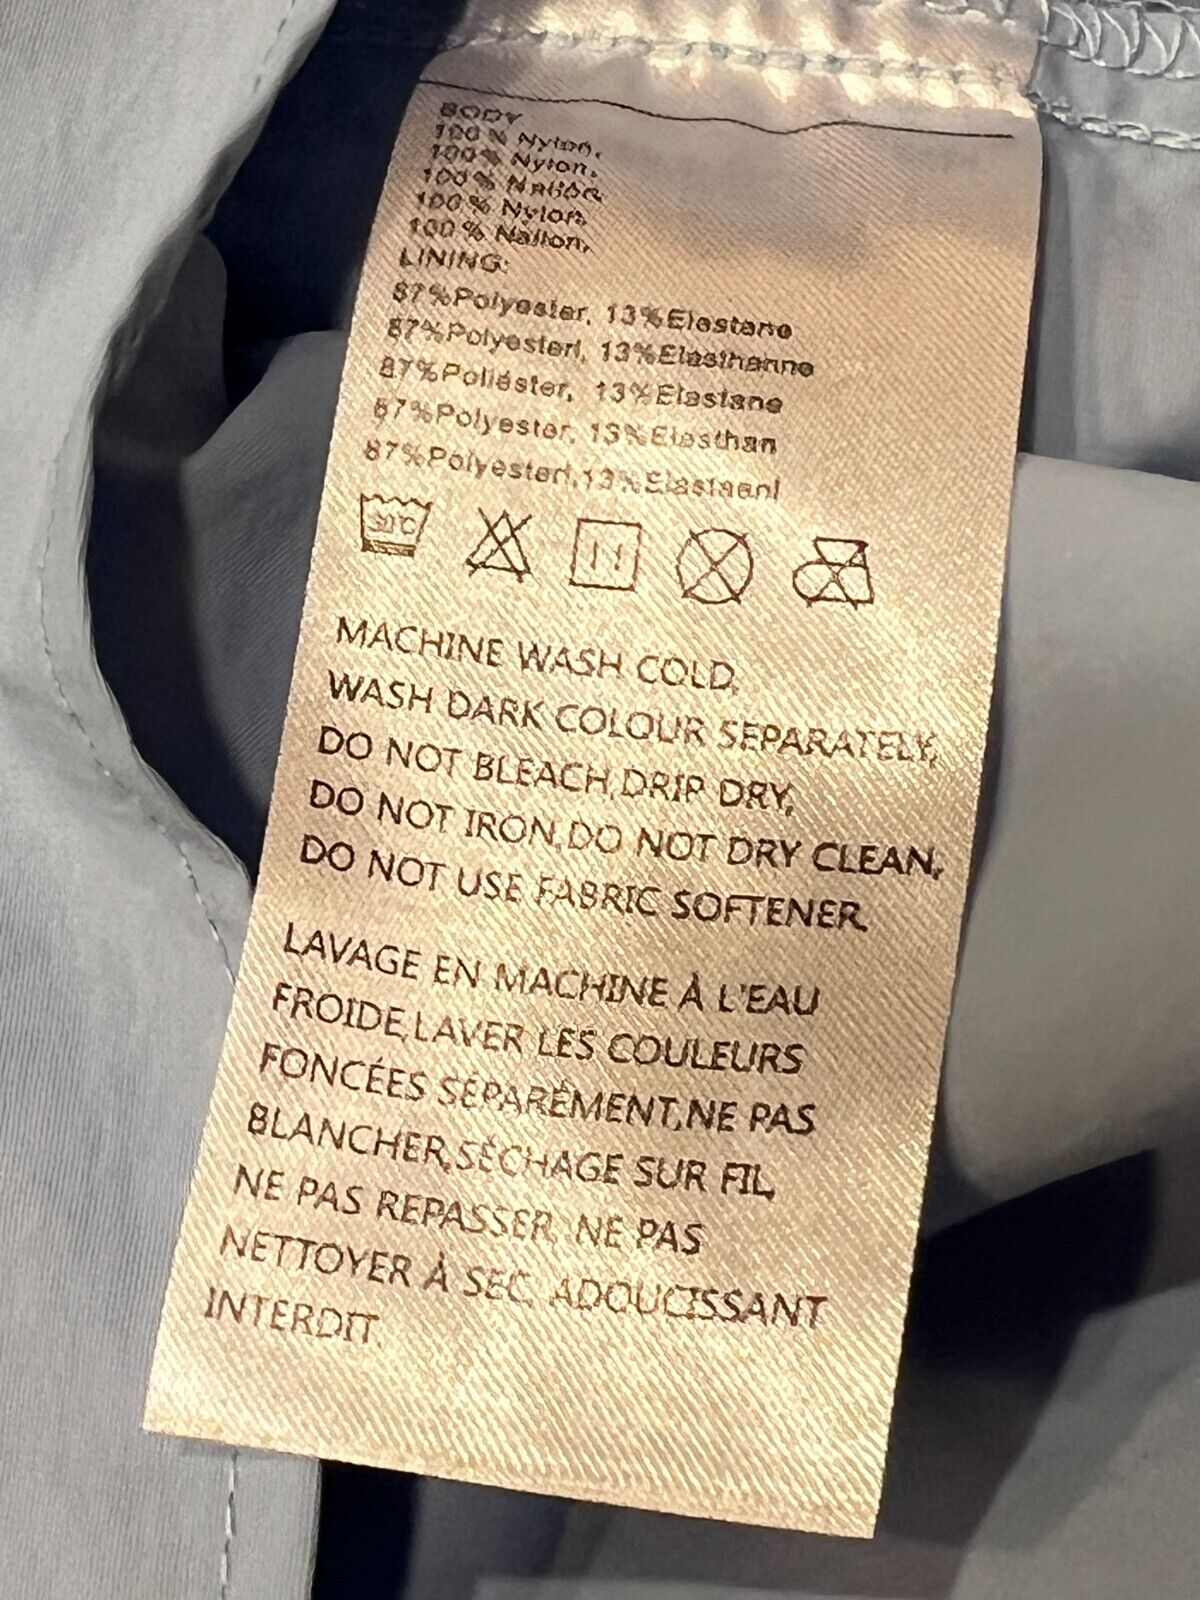 BODY
100 % Nylon,
100 % Nylon,
100 %
100 % Nylon,
100 % Nailon,
LINING:
87%Polyester, 13%Elastane
87%Polyesterl, 13%Elasthanne
87%Poliéster, 13%Elastane
87%Polyester, 13%Elasthan
87%Polyesterl,13%Elastaanl
30°C
MACHINE WASH COLD,
WASH DARK COLOUR SEPARATELY,
DO NOT BLEACH,DRIP DRY,
DO NOT IRON,DO NOT DRY CLEAN,
DO NOT USE FABRIC SOFTENER
LAVAGE EN MACHINE À L'EAU
FROIDE,LAVER LES COULEURS
FONCÉES SÉPARÉMENT,NE PAS
BLANCHER,SÉCHAGE SUR FIL,
NE PAS REPASSER, NE PAS
NETTOYER À SEC, ADOUCISSANT
INTERDIT.